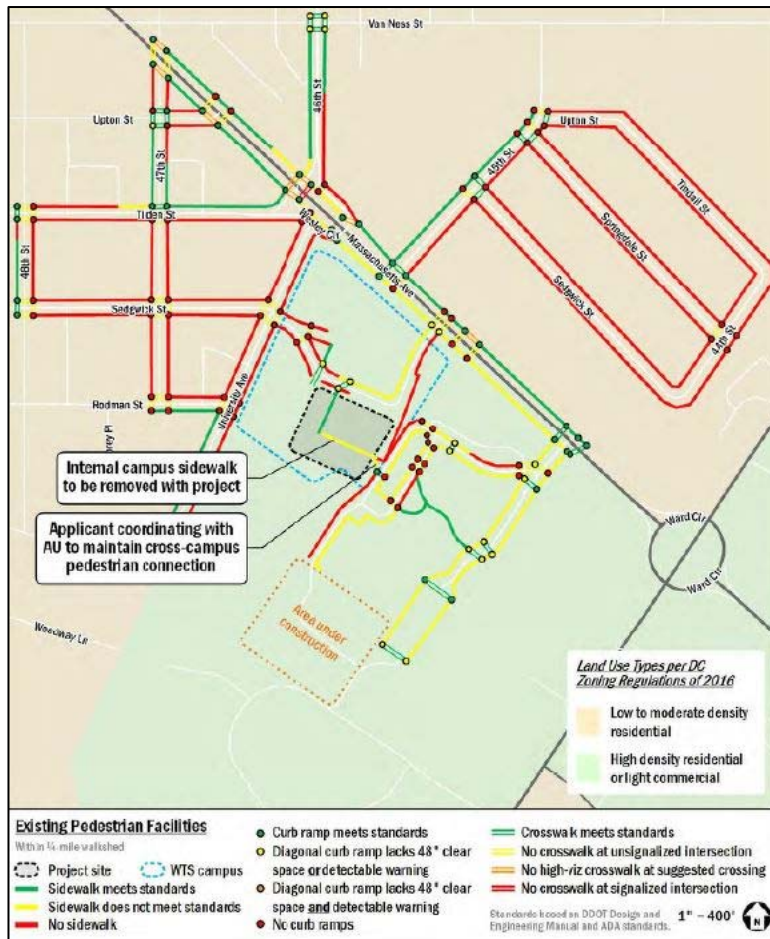 Van Ness St
46th St
Upton St
47th St
Upton St
45th St
Tindall St
Springdale St
Tilden St
Wesley Cir
Massachusetts Ave
48th St
Sedgwick St
Sedgwick St
44th St
Rodman St
University Ave
Internal campus sidewalk
to be removed with project
Applicant coordinating with
AU to maintain cross-campus
pedestrian connection
Ward Cir
Ward Cir
Area under
construction
Land Use Types per DC
Zoning Regulations of 2016
Low to moderate density
residential
High density residential
or light commercial
Existing Pedestrian Facilities
Within ¼-mile walkshed
Project site
WTS campus
Sidewalk meets standards
Sidewalk does not meet standards
No sidewalk
Curb ramp meets standards
Diagonal curb ramp lacks 48" clear
space or detectable warning
Diagonal curb ramp lacks 48" clear
space and detectable warning
No curb ramps
Crosswalk meets standards
No crosswalk at unsignalized intersection
No high-viz crosswalk at suggested crossing
No crosswalk at signalized intersection
Standards based on DDOT Design and
Engineering Manual and ADA standards.
1" = 400'
N